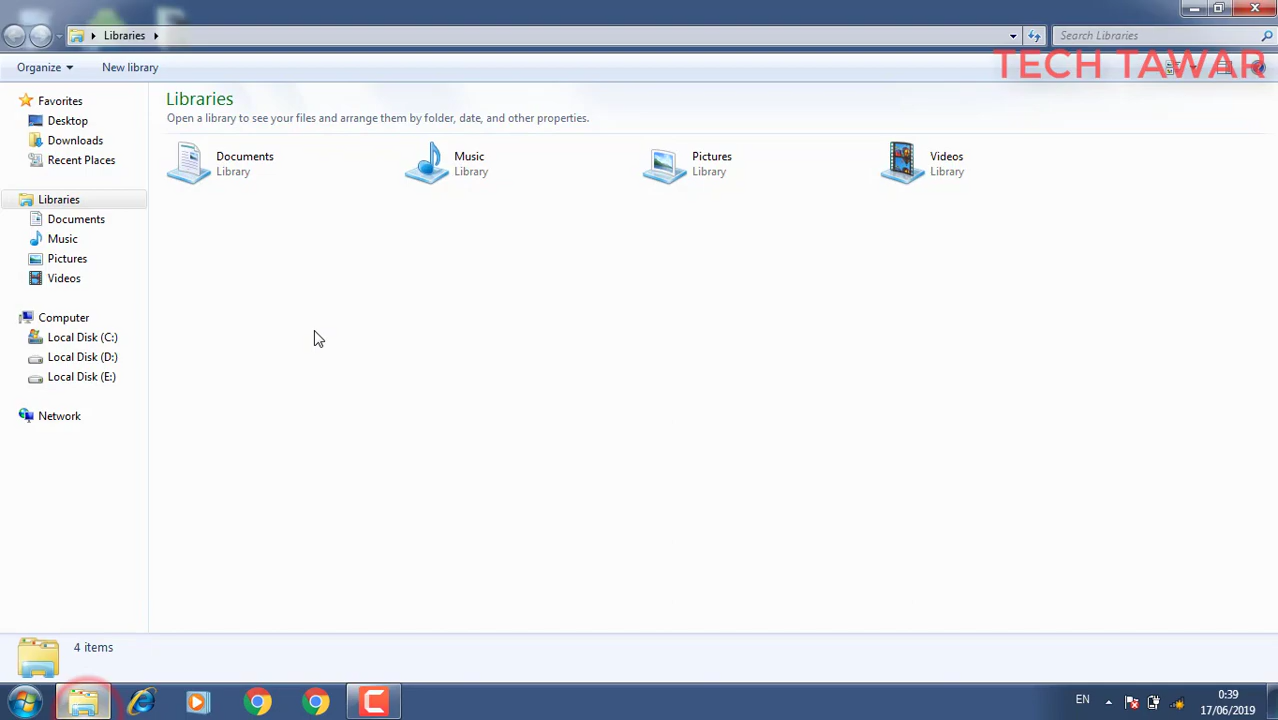 Libraries
Search Libraries
TECH TAWAR
Organize
New library
Favorites
Desktop
Downloads
Recent Places
Libraries
Documents
Music
Pictures
Videos
Computer
Local Disk (C:)
Local Disk (D:)
Local Disk (E:)
Network
Libraries
Open a library to see your files and arrange them by folder, date, and other properties.
Documents
Library
Music
Library
Pictures
Library
Videos
Library
4 items
EN
0:39
17/06/2019